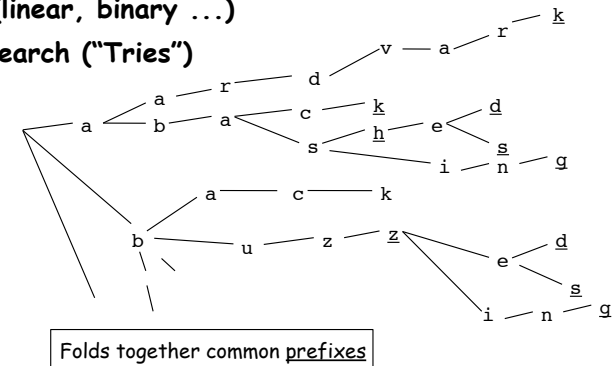 (linear, binary ...)
earch (“Tries”)
k
r
v a
d
r
a
a b a c k
d
h e
s
s
i n g
a c k
b u z z
d
e
s
i n g
Folds together common prefixes